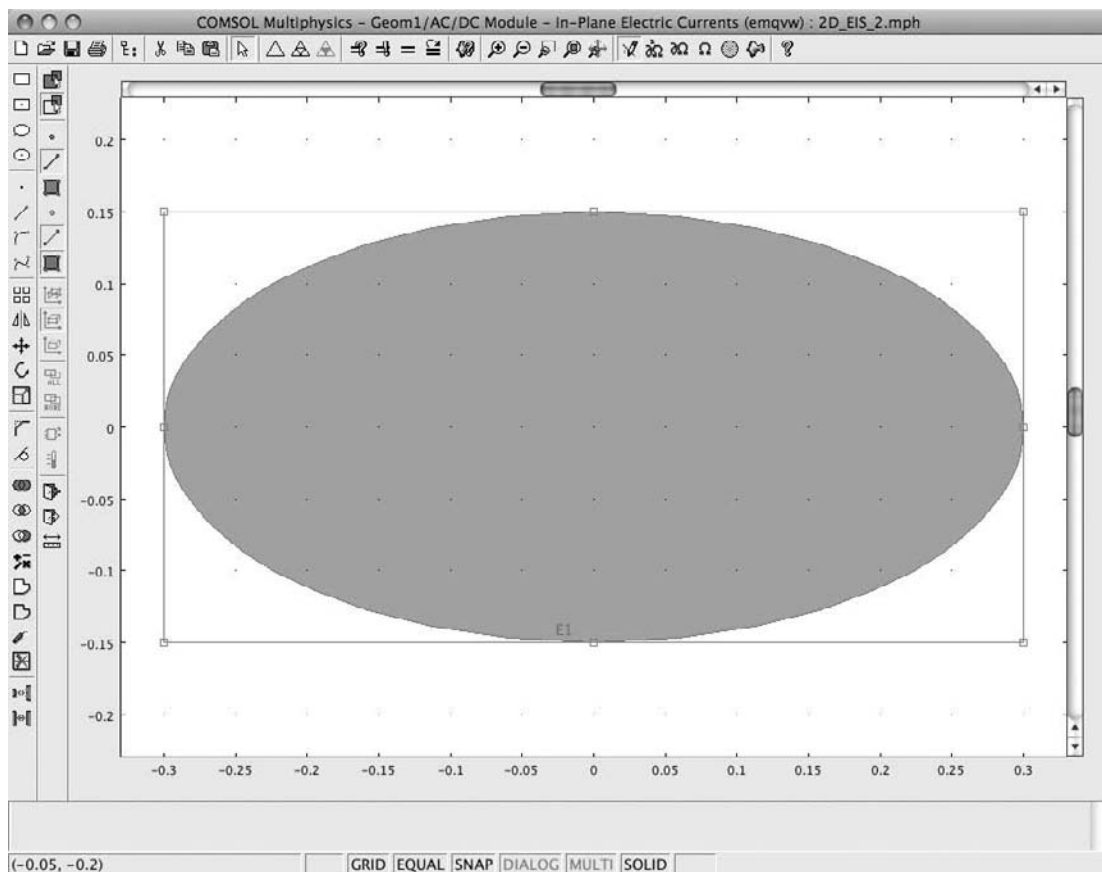 COMSOL Multiphysics – Geom1/AC/DC Module – In-Plane Electric Currents (emqvw) : 2D_EIS_2.mph
0.2
0.15
0.1
0.05
0
-0.05
-0.1
-0.15
-0.2
E1
-0.3 -0.25 -0.2 -0.15 -0.1 -0.05 0 0.05 0.1 0.15 0.2 0.25 0.3
(-0.05, -0.2) GRID EQUAL SNAP DIALOG MULTI SOLID